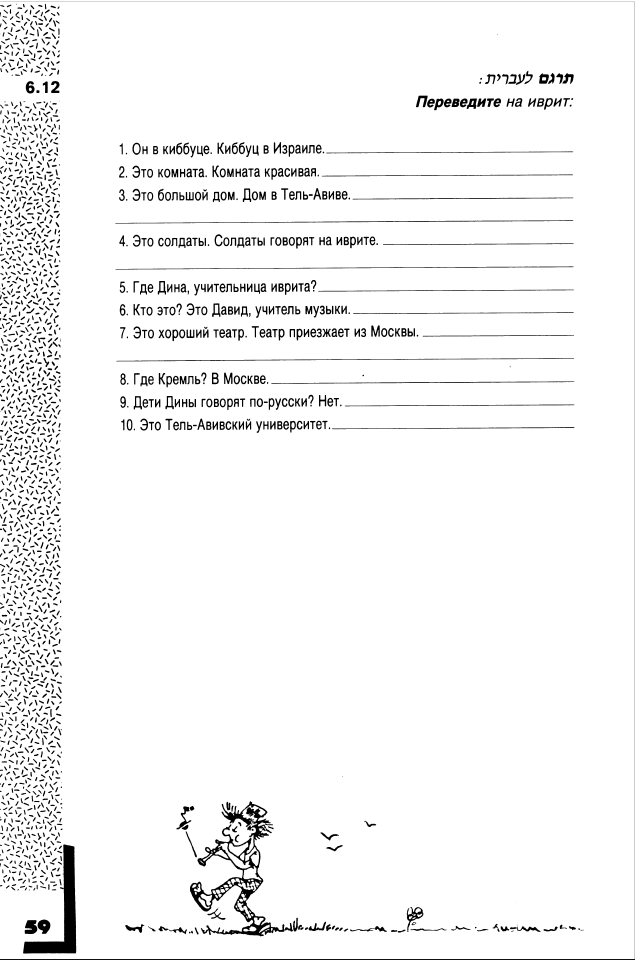 6.12
תרגם לעברית:
Переведите на иврит:
1. Он в киббуце. Киббуц в Израиле.
2. Это комната. Комната красивая.
3. Это большой дом. Дом в Тель-Авиве.
4. Это солдаты. Солдаты говорят на иврите.
5. Где Дина, учительница иврита?
6. Кто это? Это Давид, учитель музыки.
7. Это хороший театр. Театр приезжает из Москвы.
8. Где Кремль? В Москве.
9. Дети Дины говорят по-русски? Нет.
10. Это Тель-Авивский университет.
59